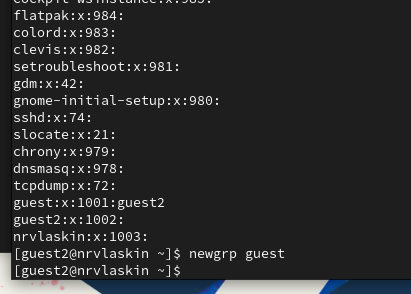 flatpak:x:984:
colord:x:983:
clevis:x:982:
setroubleshoot:x:981:
gdm:x:42:
gnome-initial-setup:x:980:
sshd:x:74:
slocate:x:21:
chrony:x:979:
dnsmasq:x:978:
tcpdump:x:72:
guest:x:1001:guest2
guest2:x:1002:
nrvlaskin:x:1003:
[guest2@nrvlaskin ~]$ newgrp guest
[guest2@nrvlaskin ~]$